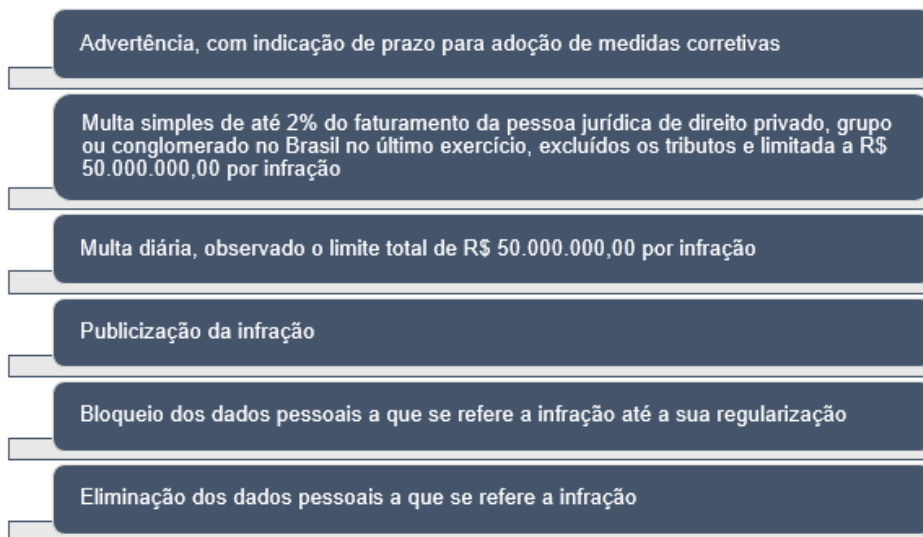 Advertência, com indicação de prazo para adoção de medidas corretivas
Multa simples de até 2% do faturamento da pessoa jurídica de direito privado, grupo
ou conglomerado no Brasil no último exercício, excluídos os tributos e limitada a R$
50.000.000,00 por infração
Multa diária, observado o limite total de R$ 50.000.000,00 por infração
Publicização da infração
Bloqueio dos dados pessoais a que se refere a infração até a sua regularização
Eliminação dos dados pessoais a que se refere a infração